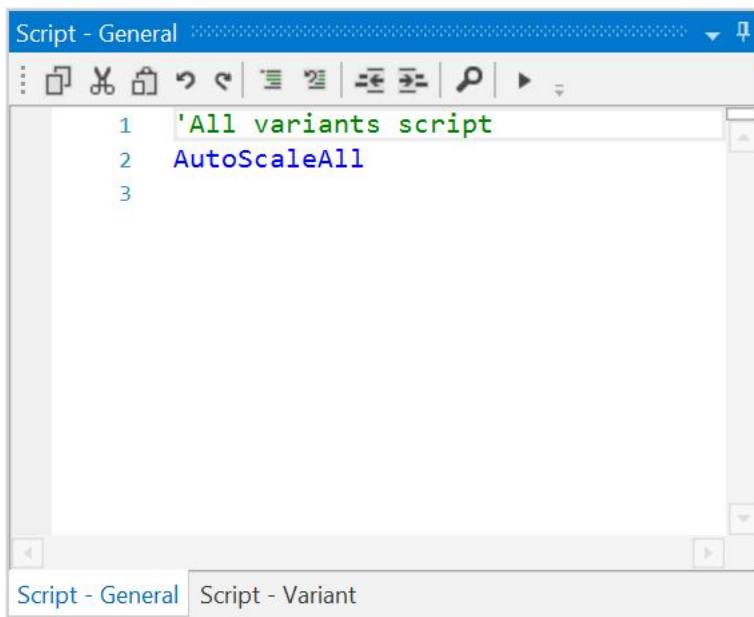 Script - General
1 'All variants script
2 AutoScaleAll
3
Script - General Script - Variant